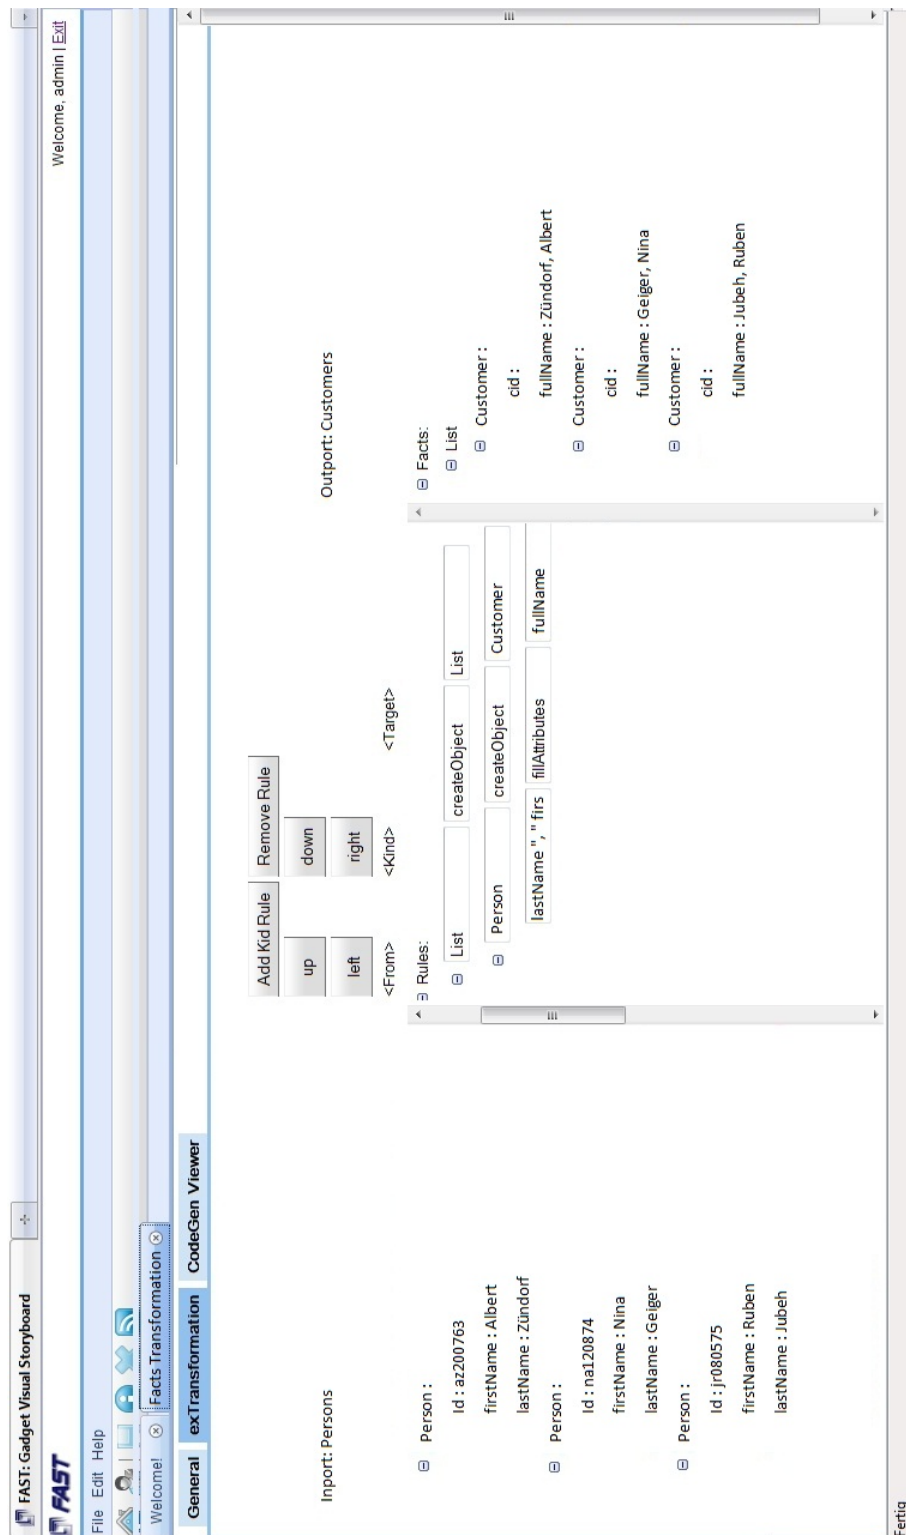 FAST: Gadget Visual Storyboard
FAST
Welcome, admin | Exit
File Edit Help
Welcome!
Facts Transformation
General
exTransformation
CodeGen Viewer
Add Kid Rule
Remove Rule
up
down
Inport: Persons
left
right
Outport: Customers
<From>
<Kind>
<Target>
Person :
Id : az200763
firstName : Albert
lastName : Zündorf
Person :
Id : na120874
firstName : Nina
lastName : Geiger
Person :
Id : jr080575
firstName : Ruben
lastName : Jubeh
Rules:
List createObject List
Person createObject Customer
lastName ", " firs fillAttributes fullName
Facts:
List
Customer :
cid :
fullName : Zündorf, Albert
Customer :
cid :
fullName : Geiger, Nina
Customer :
cid :
fullName : Jubeh, Ruben
Fertig